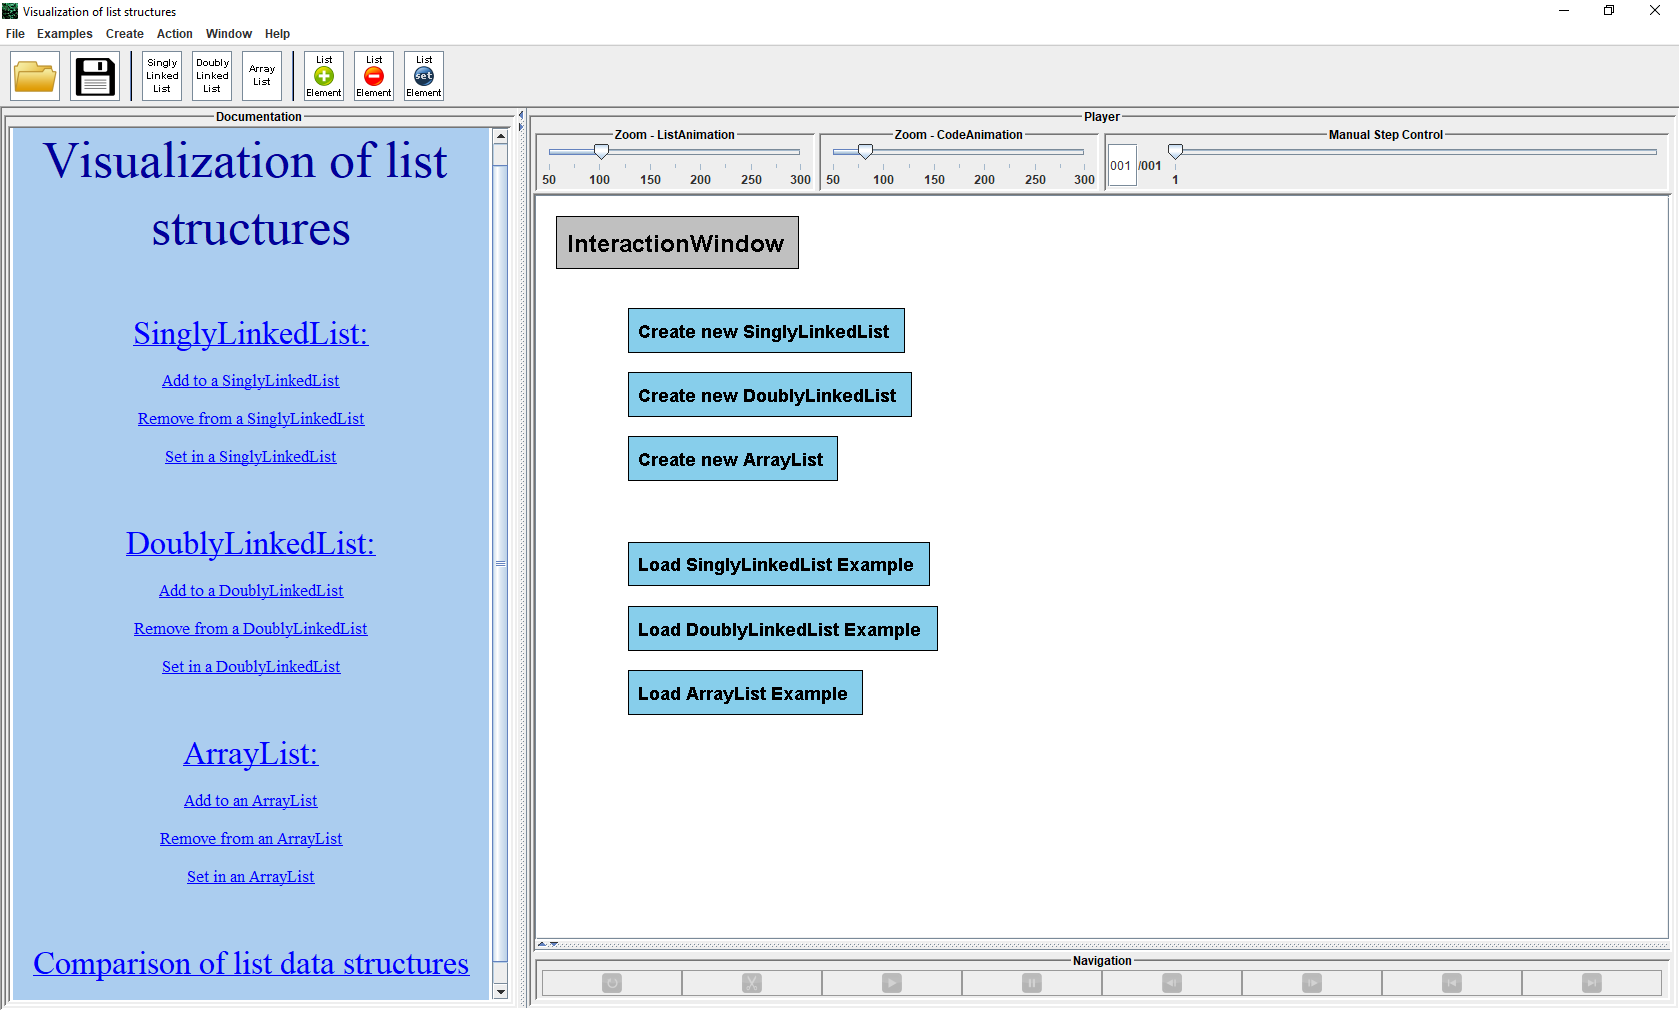 Visualization of list structures
File Examples Create Action Window Help
Singly Linked List
Doubly Linked List
Array List
List Element
List Element
List set Element
Documentation
Visualization of list
structures
SinglyLinkedList:
Add to a SinglyLinkedList
Remove from a SinglyLinkedList
Set in a SinglyLinkedList
DoublyLinkedList:
Add to a DoublyLinkedList
Remove from a DoublyLinkedList
Set in a DoublyLinkedList
ArrayList:
Add to an ArrayList
Remove from an ArrayList
Set in an ArrayList
Comparison of list data structures
Player
Zoom - ListAnimation
50 100 150 200 250 300
Zoom - CodeAnimation
50 100 150 200 250 300
Manual Step Control
001 /001
1
InteractionWindow
Create new SinglyLinkedList
Create new DoublyLinkedList
Create new ArrayList
Load SinglyLinkedList Example
Load DoublyLinkedList Example
Load ArrayList Example
Navigation